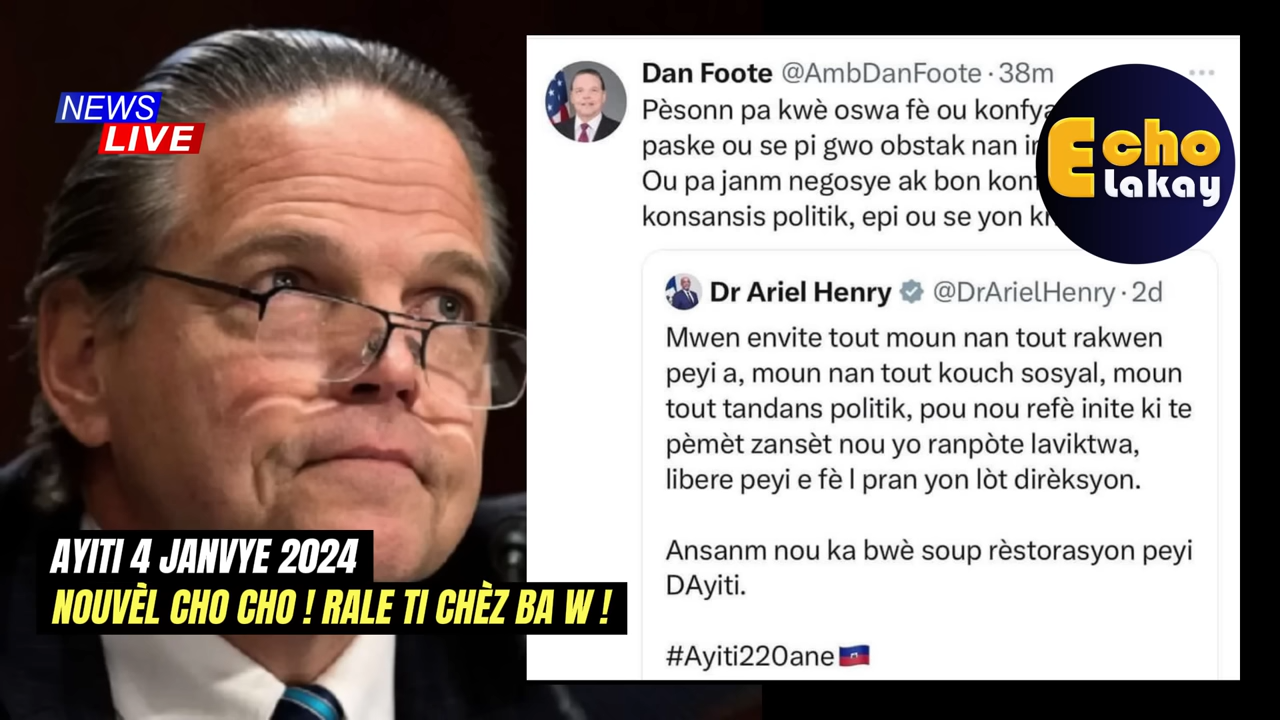 NEWS
LIVE
Dan Foote @AmbDanFoote · 38m
Pèsonn pa kwè oswa fè ou
paske ou se pi gwo obstak nan
Ou pa janm negosye ak bon
konsansis politik, epi ou se yon
Echo
Lakay
Dr Ariel Henry @DrArielHenry · 2d
Mwen envite tout moun nan tout rakwen
peyi a, moun nan tout kouch sosyal, moun
tout tandans politik, pou nou refè inite ki te
pèmèt zansèt nou yo ranpòte laviktwa,
libere peyi e fè l pran yon lòt dirèksyon.
Ansanm nou ka bwè soup rèstorasyon peyi
DAyiti.
#Ayiti220ane🇭🇹
AYITI 4 JANVYE 2024
NOUVÈL CHO CHO ! RALE TI CHÈZ BA W !